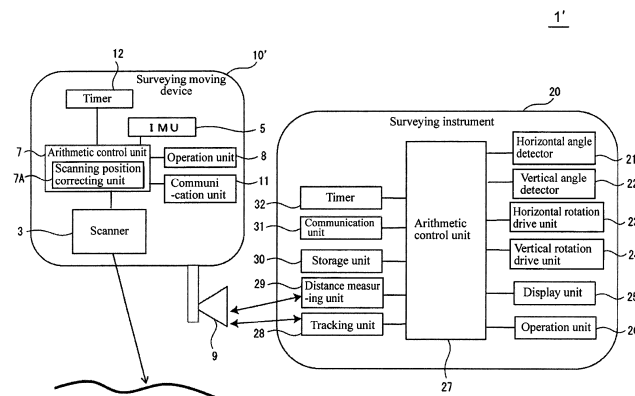 1'
12
10'
Surveying moving
device
Timer
IMU
5
7
Arithmetic control unit
7A
Scanning position
correcting unit
Operation unit
8
Communi
-cation unit
11
3
Scanner
9
20
Surveying instrument
Horizontal angle
detector
21
Vertical angle
detector
22
Horizontal rotation
drive unit
23
Vertical rotation
drive unit
24
Display unit
25
Operation unit
26
Timer
32
Communication
unit
31
Storage unit
30
29
Distance measur
-ing unit
28
Tracking unit
Arithmetic
control unit
27